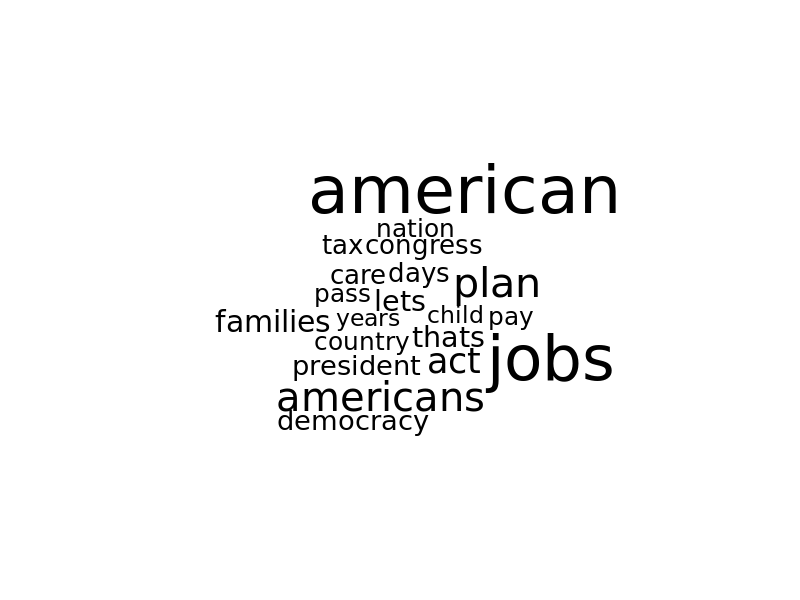 american
nation
tax congress
care days
pass lets plan
families years child pay
country thats
president act jobs
americans
democracy